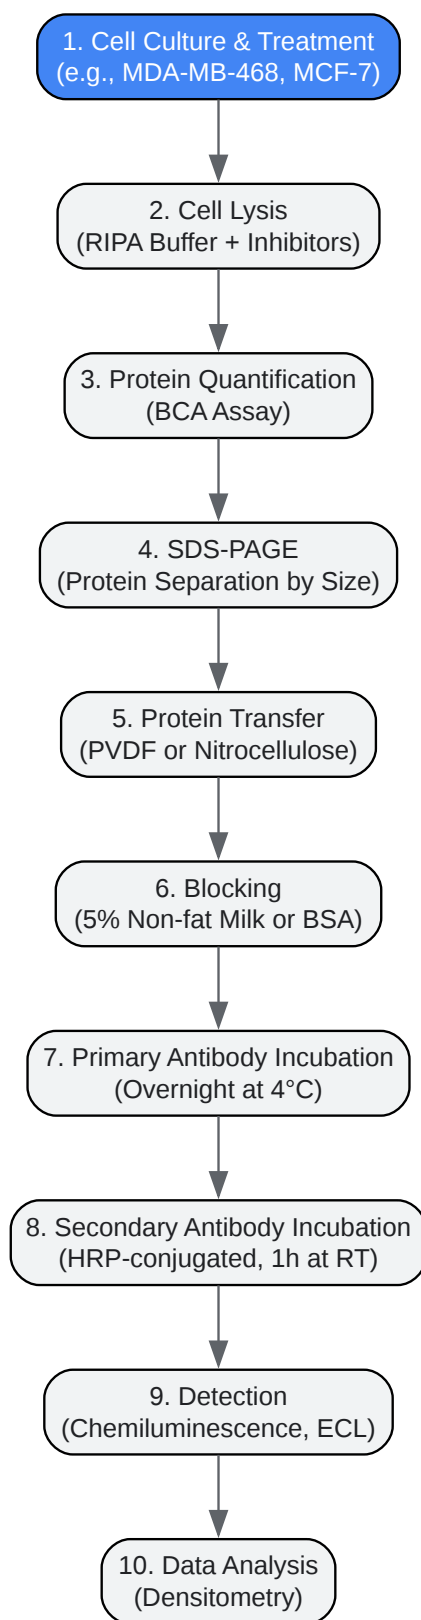 1. Cell Culture & Treatment
(e.g., MDA-MB-468, MCF-7)
2. Cell Lysis
(RIPA Buffer + Inhibitors)
3. Protein Quantification
(BCA Assay)
4. SDS-PAGE
(Protein Separation by Size)
5. Protein Transfer
(PVDF or Nitrocellulose)
6. Blocking
(5% Non-fat Milk or BSA)
7. Primary Antibody Incubation
(Overnight at 4°C)
8. Secondary Antibody Incubation
(HRP-conjugated, 1h at RT)
9. Detection
(Chemiluminescence, ECL)
10. Data Analysis
(Densitometry)